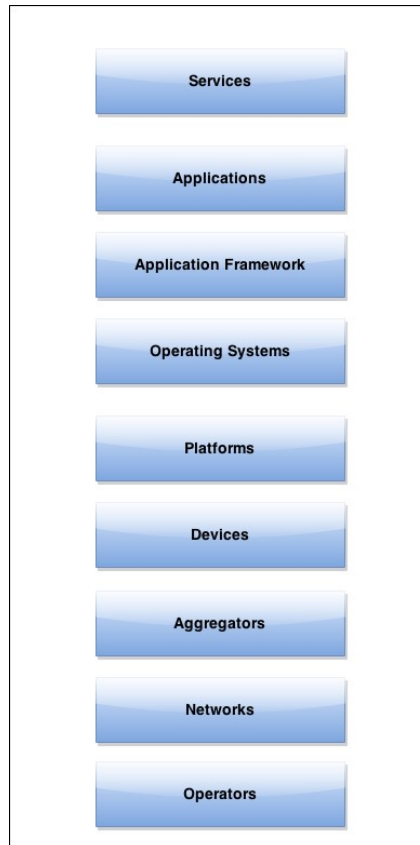 Services
Applications
Application Framework
Operating Systems
Platforms
Devices
Aggregators
Networks
Operators